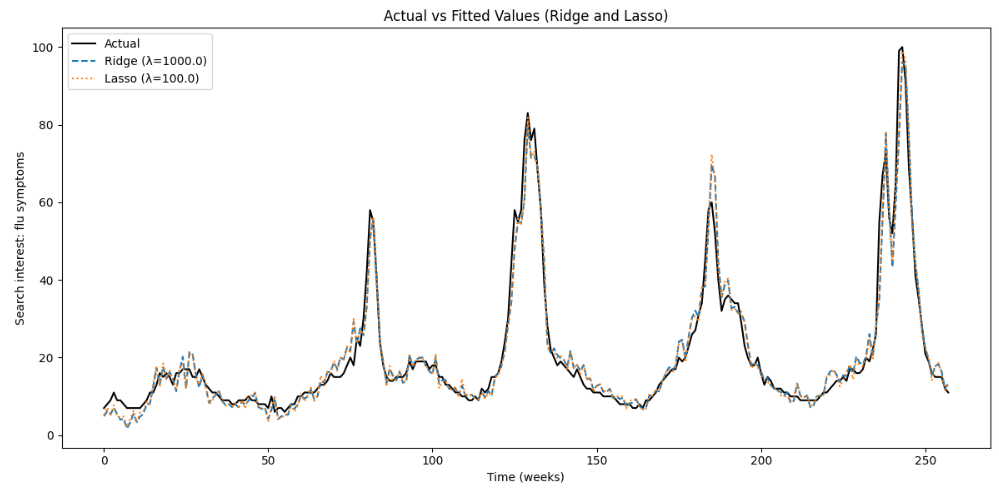 Actual vs Fitted Values (Ridge and Lasso)
Actual
Ridge (λ=1000.0)
Lasso (λ=100.0)
Search interest: flu symptoms
100
80
60
40
20
0
0 50 100 150 200 250
Time (weeks)